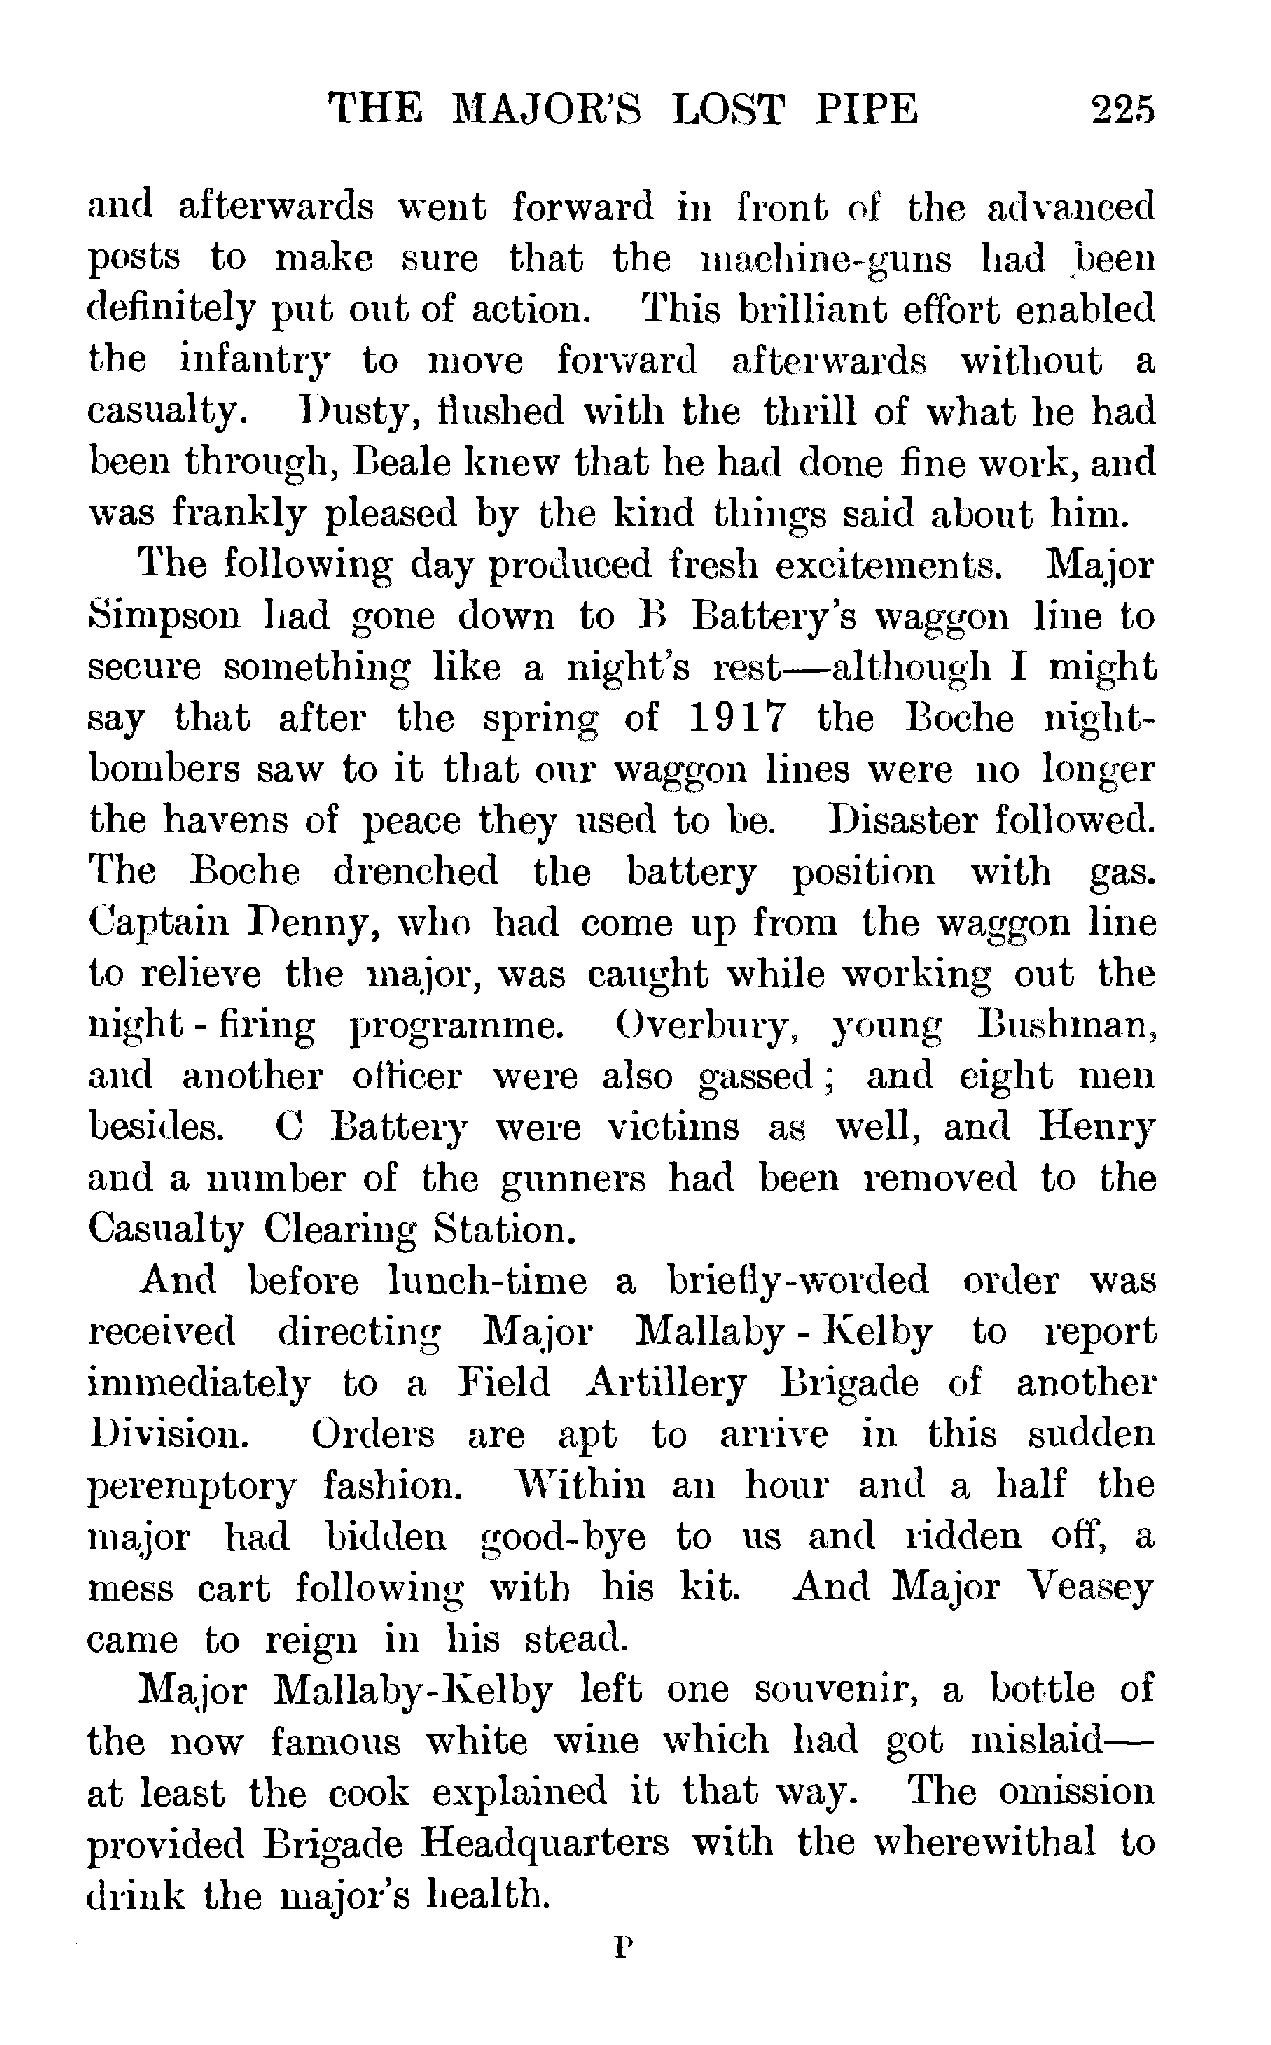 THE MAJOR'S LOST PIPE 225
and afterwards went forward in front of the advanced
posts to make sure that the machine-guns had been
definitely put out of action. This brilliant effort enabled
the infantry to move forward afterwards without a
casualty. Dusty, flushed with the thrill of what he had
been through, Beale knew that he had done fine work, and
was frankly pleased by the kind things said about him.
The following day produced fresh excitements. Major
Simpson had gone down to B Battery's waggon line to
secure something like a night's rest—although I might
say that after the spring of 1917 the Boche night-
bombers saw to it that our waggon lines were no longer
the havens of peace they used to be. Disaster followed.
The Boche drenched the battery position with gas.
Captain Denny, who had come up from the waggon line
to relieve the major, was caught while working out the
night-firing programme. Overbury, young Bushman,
and another officer were also gassed; and eight men
besides. C Battery were victims as well, and Henry
and a number of the gunners had been removed to the
Casualty Clearing Station.
And before lunch-time a briefly-worded order was
received directing Major Mallaby-Kelby to report
immediately to a Field Artillery Brigade of another
Division. Orders are apt to arrive in this sudden
peremptory fashion. Within an hour and a half the
major had bidden good-bye to us and ridden off, a
mess cart following with his kit. And Major Veasey
came to reign in his stead.
Major Mallaby-Kelby left one souvenir, a bottle of
the now famous white wine which had got mislaid—
at least the cook explained it that way. The omission
provided Brigade Headquarters with the wherewithal to
drink the major's health.
P